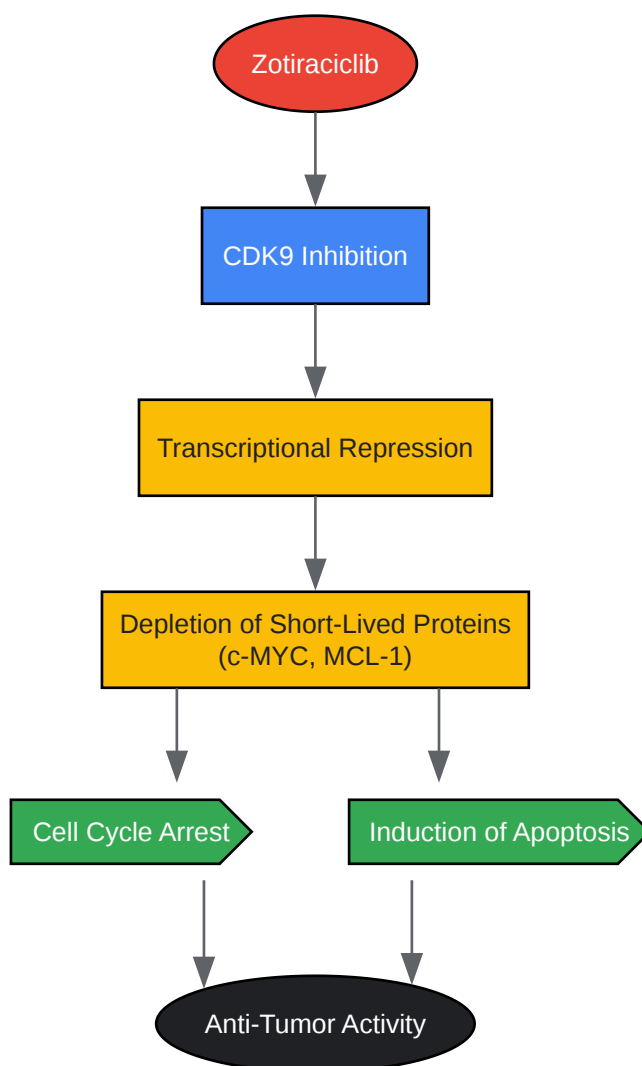 Zotiraciclib
CDK9 Inhibition
Transcriptional Repression
Depletion of Short-Lived Proteins
(c-MYC, MCL-1)
Cell Cycle Arrest
Induction of Apoptosis
Anti-Tumor Activity